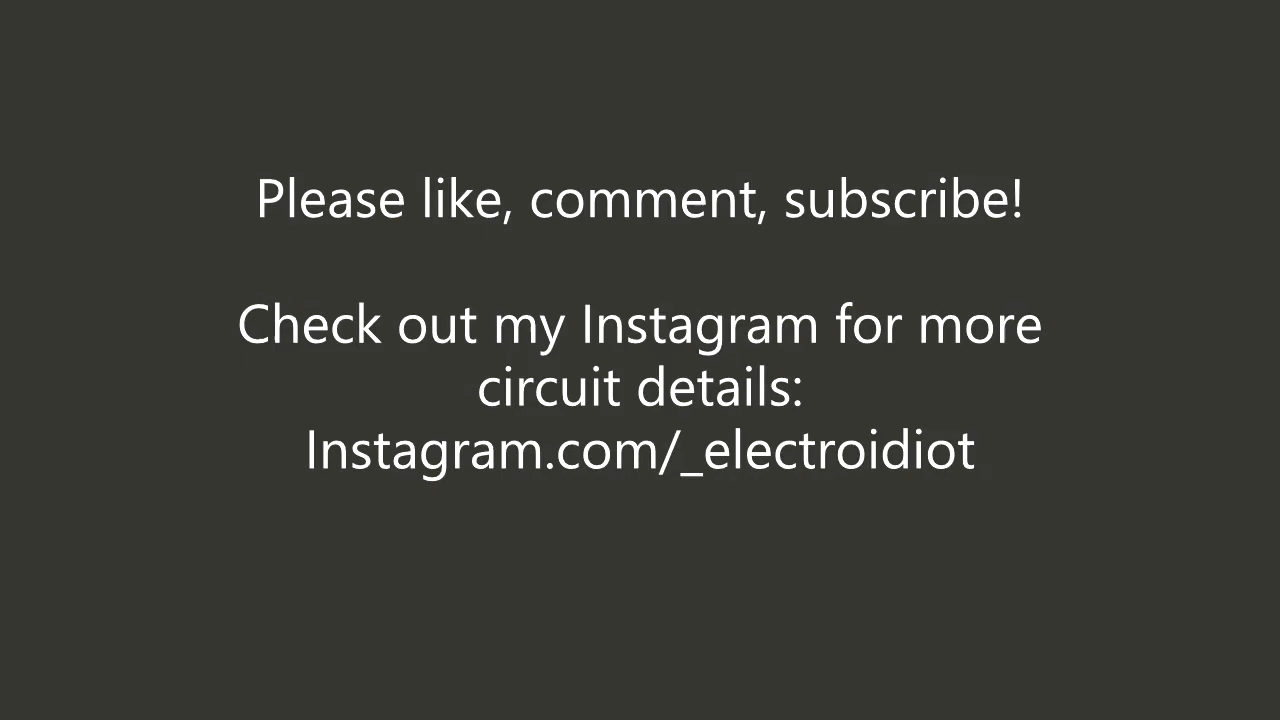 Please like, comment, subscribe!
Check out my Instagram for more
circuit details:
Instagram.com/_electroidiot